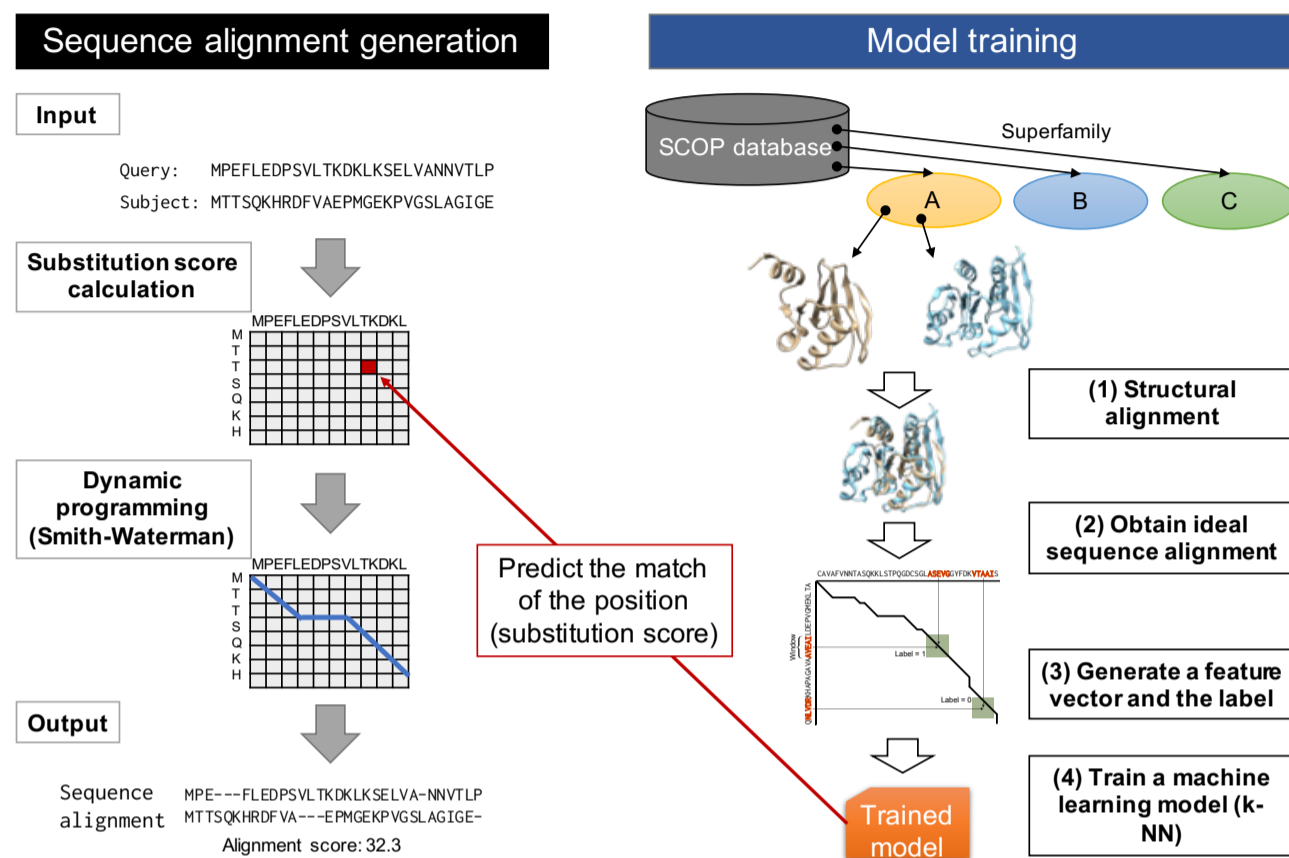 Sequence alignment generation
Input
Query: MPEFLEDPSVLTKDKLKSELVANNVTLP
Subject: MTTSQKHRDFVAEPMGEKPVGSLAGIGE
Substitution score
calculation
MPEFLEDPSVLTKDKL
M
T
T
S
Q
K
H
Dynamic
programming
(Smith-Waterman)
MPEFLEDPSVLTKDKL
M
T
T
S
Q
K
H
Output
Sequence
alignment
MPE---FLEDPSVLTKDKLKSELVA-NNVTLP
MTTSQKHRDFVA---EPMGEKPVGSLAGIGE-
Alignment score: 32.3
Predict the match
of the position
(substitution score)
Model training
SCOP database
Superfamily
A
B
C
(1) Structural
alignment
(2) Obtain ideal
sequence alignment
CAVAFVNNTASQKKLSTPQGDCSGLASEVGGYFDKVTAAIS
Window
QNLVDRKHAPAGAVAAVEAILDEPVGMEKLTA
Label = 1
Label = 0
(3) Generate a feature
vector and the label
(4) Train a machine
learning model (k-
NN)
Trained
model